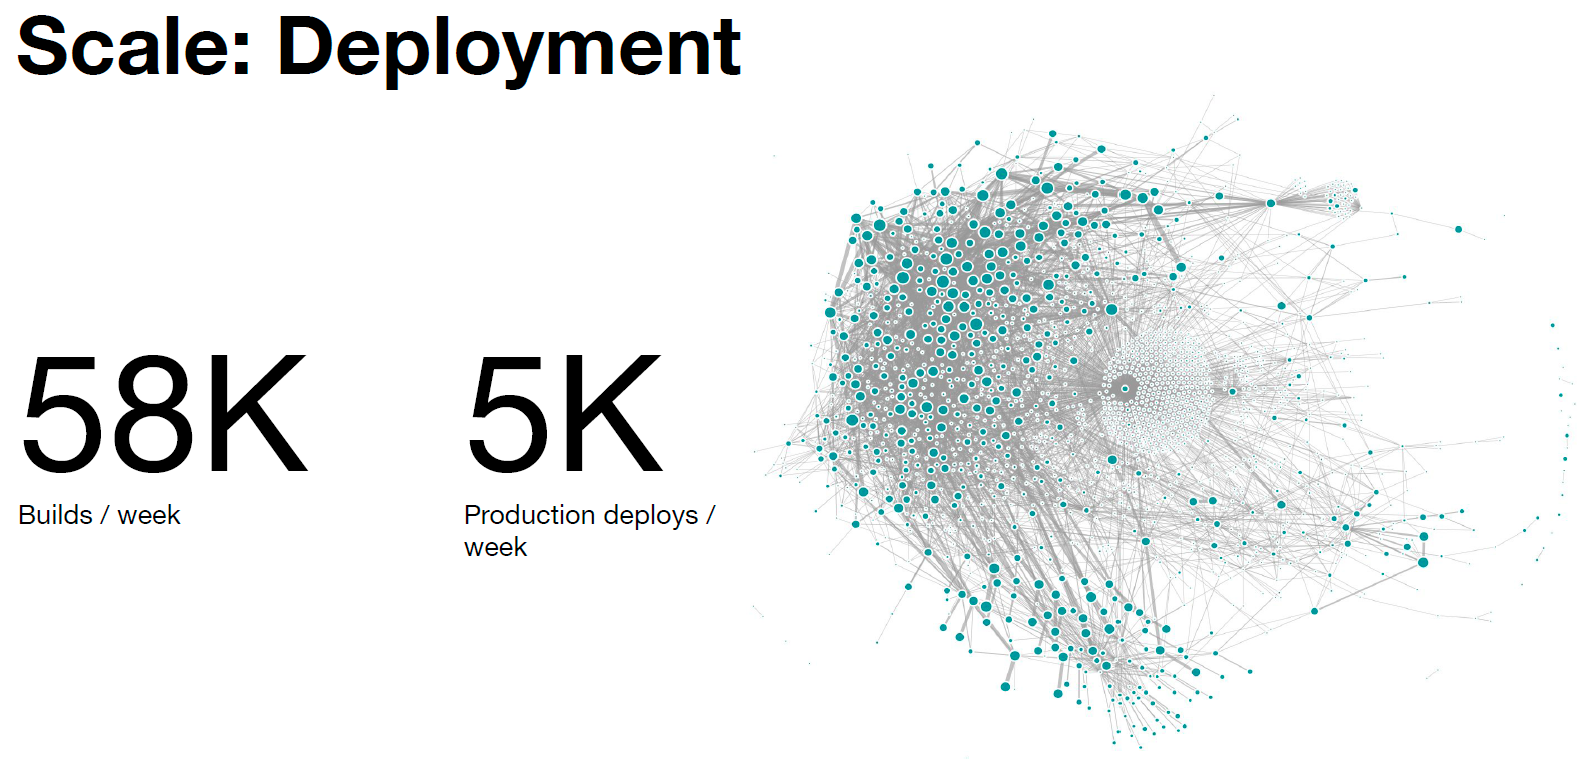 Scale: Deployment
58K
Builds / week
5K
Production deploys /
week